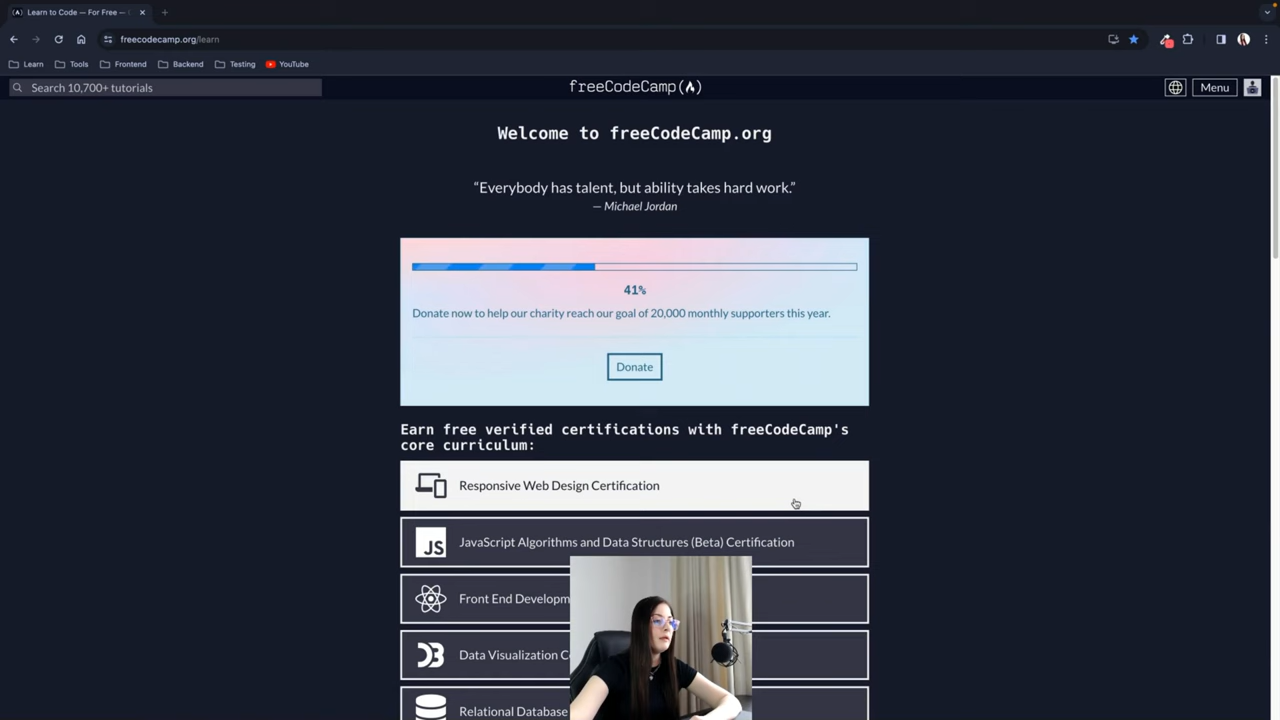 Learn to Code — For Free —
freecodecamp.org/learn
Learn
Tools
Frontend
Backend
Testing
YouTube
Search 10,700+ tutorials
freeCodeCamp(🔥)
Menu
Welcome to freeCodeCamp.org
“Everybody has talent, but ability takes hard work.”
— Michael Jordan
41%
Donate now to help our charity reach our goal of 20,000 monthly supporters this year.
Donate
Earn free verified certifications with freeCodeCamp's
core curriculum:
Responsive Web Design Certification
JS JavaScript Algorithms and Data Structures (Beta) Certification
Front End Developm
Data Visualization C
Relational Database